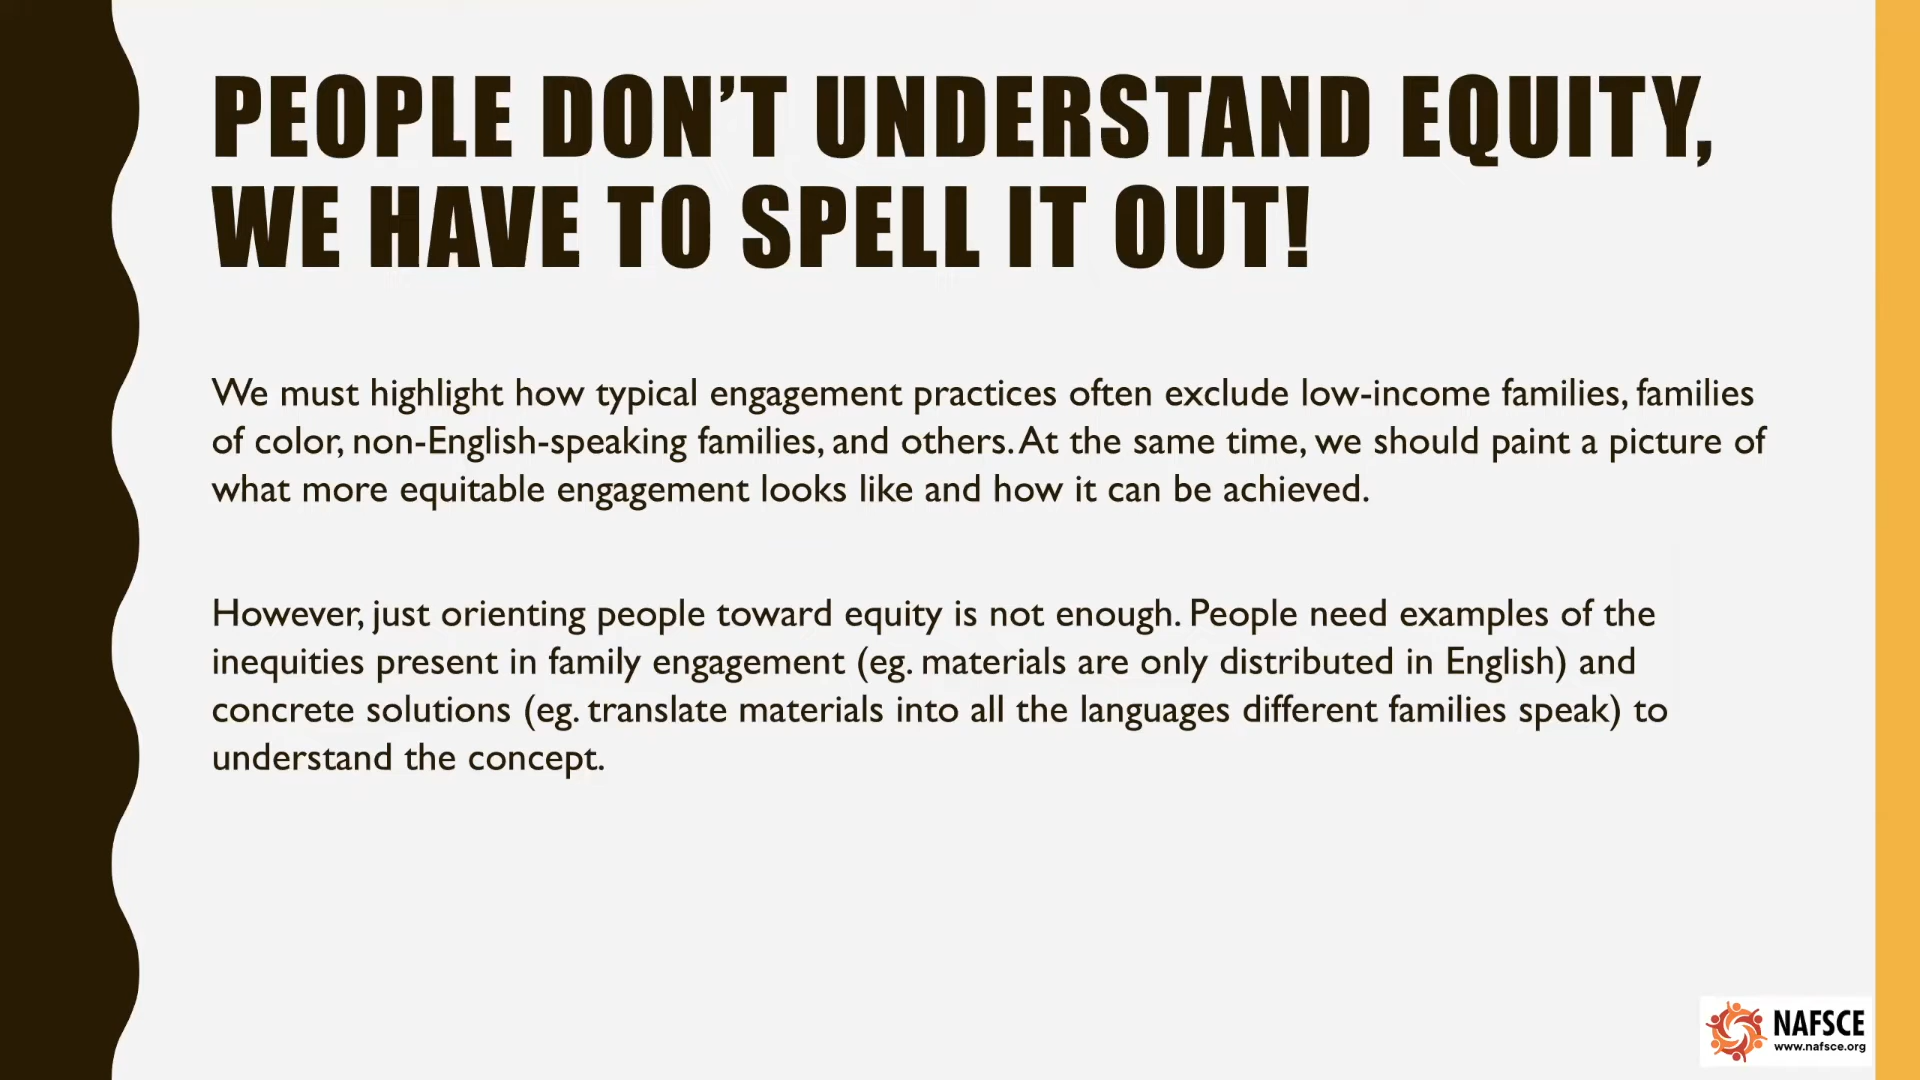 PEOPLE DON’T UNDERSTAND EQUITY,
WE HAVE TO SPELL IT OUT!
We must highlight how typical engagement practices often exclude low-income families, families
of color, non-English-speaking families, and others. At the same time, we should paint a picture of
what more equitable engagement looks like and how it can be achieved.
However, just orienting people toward equity is not enough. People need examples of the
inequities present in family engagement (eg. materials are only distributed in English) and
concrete solutions (eg. translate materials into all the languages different families speak) to
understand the concept.
NAFSCE
www.nafsce.org